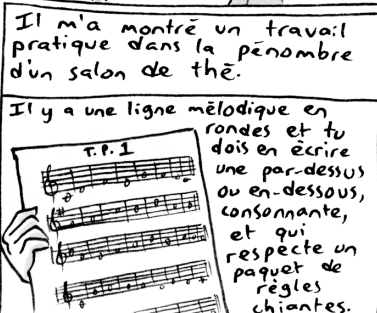 Il m'a montré un travail
pratique dans la pénombre
d'un salon de thé.
Il y a une ligne mélodique en
rondes et tu
dois en écrire
une par-dessus
ou en-dessous,
consonnante,
et qui
respecte un
paquet de
règles
chiantes.
T.P. 1